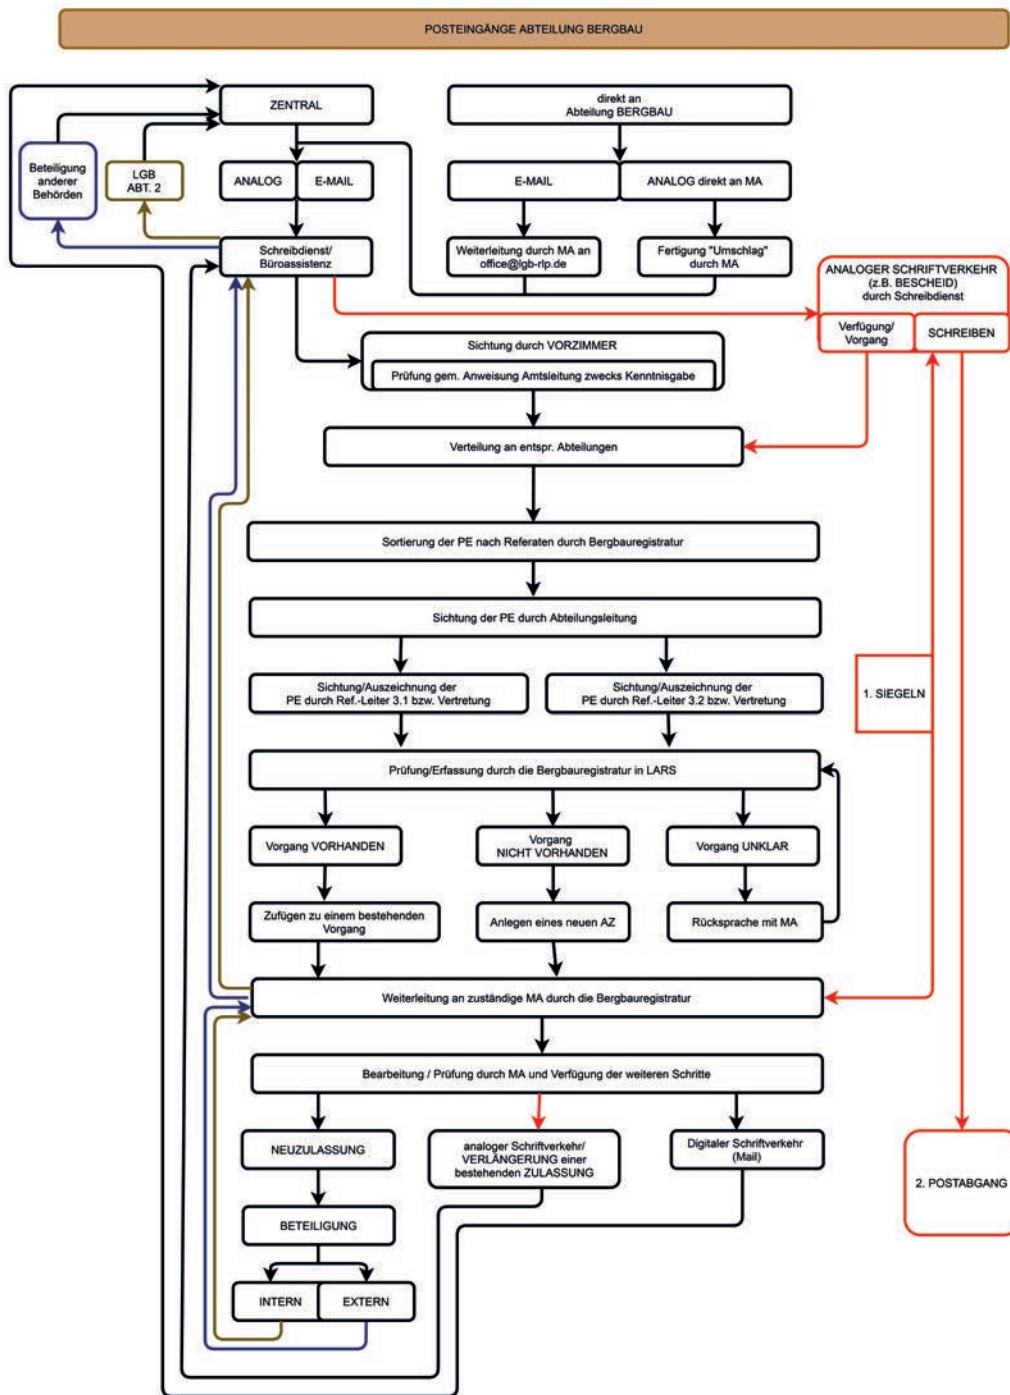 POSTEINGÄNGE ABTEILUNG BERGBAU
ZENTRAL
direkt an
Abteilung BERGBAU
Beteiligung
anderer
Behörden
LGB
ABT. 2
ANALOG
E-MAIL
E-MAIL
ANALOG direkt an MA
Schreibdienst/
Büroassistenz
Weiterleitung durch MA an
office@lgb-rlp.de
Fertigung "Umschlag"
durch MA
ANALOGER SCHRIFTVERKEHR
(z.B. BESCHEID)
durch Schreibdienst
Verfügung/
Vorgang
SCHREIBEN
Sichtung durch VORZIMMER
Prüfung gem. Anweisung Amtsleitung zwecks Kenntnisgabe
Verteilung an entspr. Abteilungen
Sortierung der PE nach Referaten durch Bergbauregistratur
Sichtung der PE durch Abteilungsleitung
Sichtung/Auszeichnung der
PE durch Ref.-Leiter 3.1 bzw. Vertretung
Sichtung/Auszeichnung der
PE durch Ref.-Leiter 3.2 bzw. Vertretung
1. SIEGELN
Prüfung/Erfassung durch die Bergbauregistratur in LARS
Vorgang VORHANDEN
Vorgang
NICHT VORHANDEN
Vorgang UNKLAR
Zufügen zu einem bestehenden
Vorgang
Anlegen eines neuen AZ
Rücksprache mit MA
Weiterleitung an zuständige MA durch die Bergbauregistratur
Bearbeitung / Prüfung durch MA und Verfügung der weiteren Schritte
NEUZULASSUNG
analoger Schriftverkehr/
VERLÄNGERUNG einer
bestehenden ZULASSUNG
Digitaler Schriftverkehr
(Mail)
2. POSTABGANG
BETEILIGUNG
INTERN
EXTERN